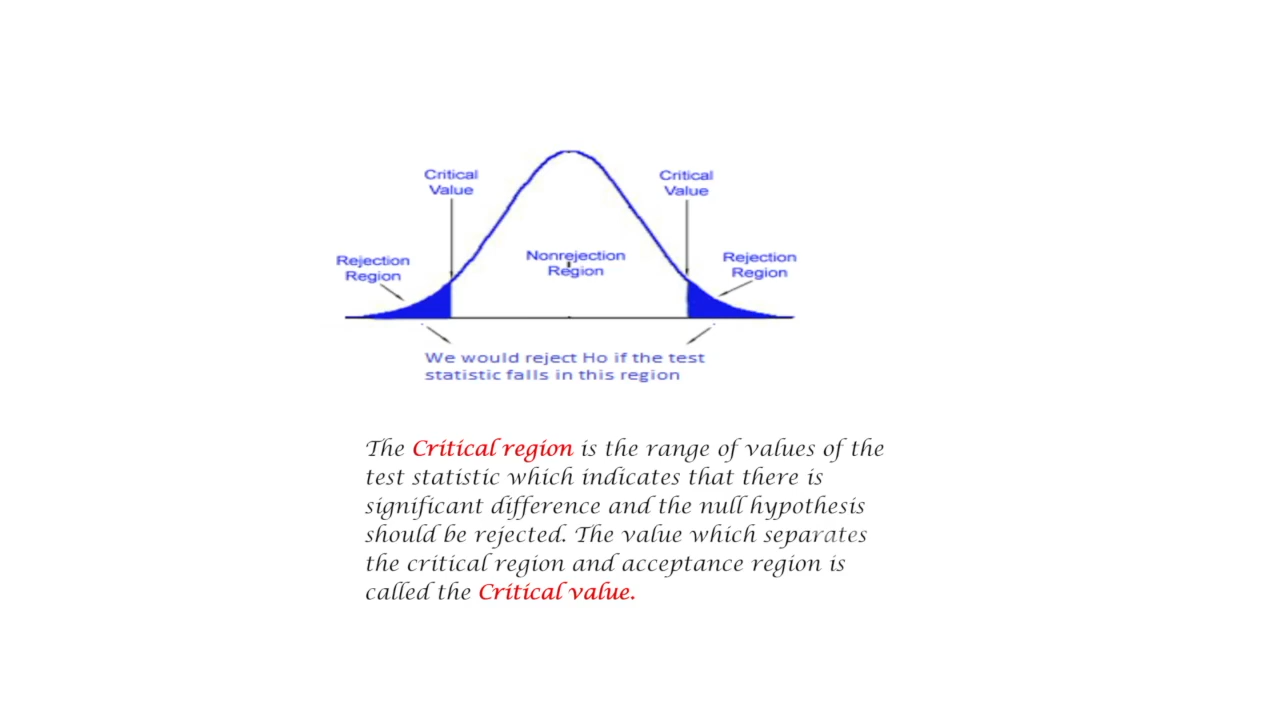 Critical
Value
Critical
Value
Rejection
Region
Nonrejection
Region
Rejection
Region
We would reject Ho if the test
statistic falls in this region
The Critical region is the range of values of the
test statistic which indicates that there is
significant difference and the null hypothesis
should be rejected. The value which separates
the critical region and acceptance region is
called the Critical value.